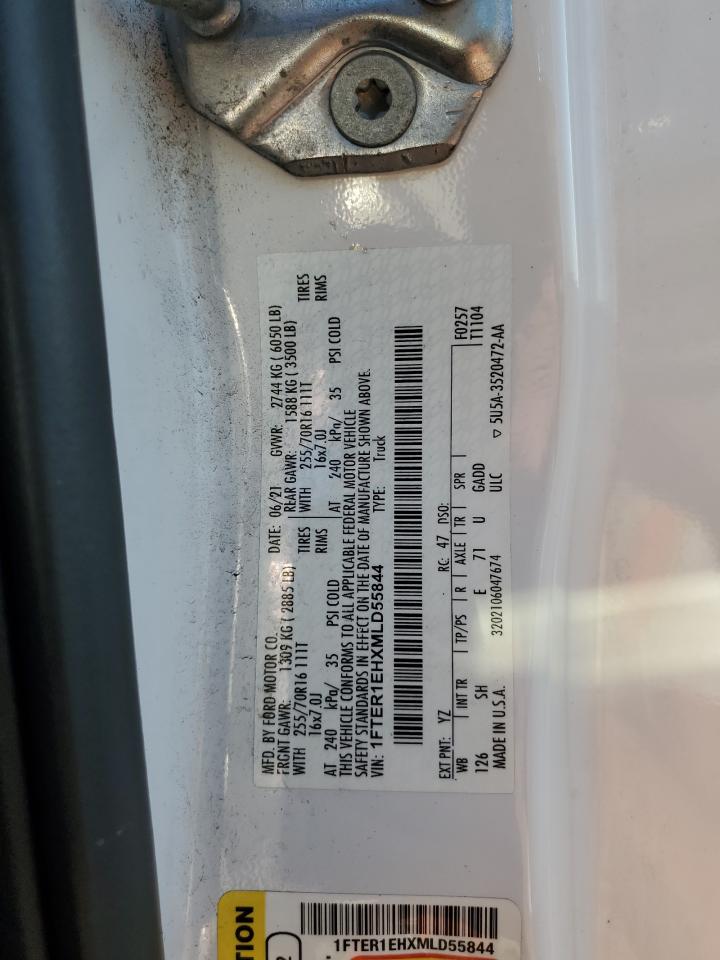 MFD. BY FORD MOTOR CO.
DATE: 06/21 GVWR: 2744 KG ( 6050 LB)
FRGNT GAWR: 1309 KG ( 2885 LB) REAR GAWR: 1588 KG ( 3500 LB)
WITH 255/70R16 111T TIRES WITH 255/70R16 111T TIRES
16x7.0J RIMS 16x7.0J RIMS
AT 240 kPa/ 35 PSI COLD AT 240 kPa/ 35 PSI COLD
THIS VEHICLE CONFORMS TO ALL APPLICABLE FEDERAL MOTOR VEHICLE
SAFETY STANDARDS IN EFFECT ON THE DATE OF MANUFACTURE SHOWN ABOVE.
VIN: 1FTER1EHXMLD55844 TYPE: Truck
EXT PNT: YZ RC: 47 DSO: F0257
WB INT TR TP/PS R AXLE TR SPR T1104
126 SH E 71 U GADD
MADE IN U.S.A. 3202106047674 ULC
▽ 5U5A-3520472-AA
TION
2
1FTER1EHXMLD55844